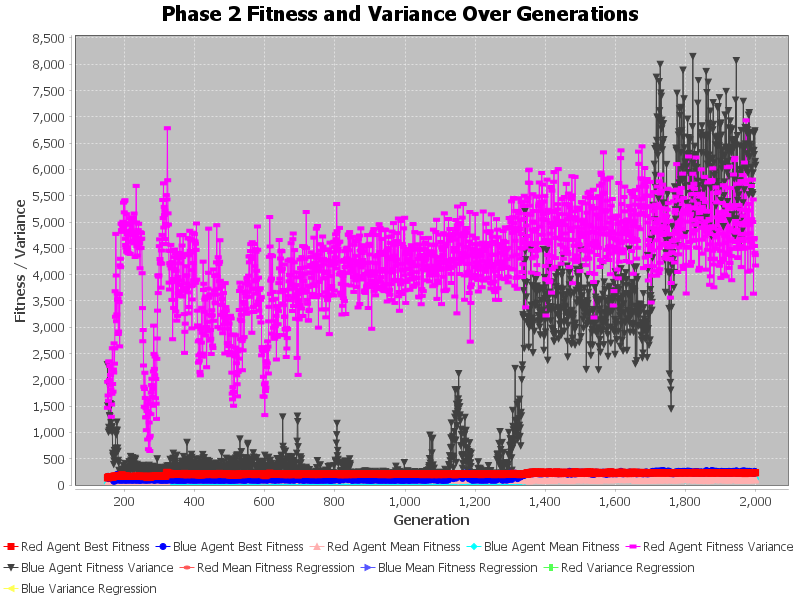 Phase 2 Fitness and Variance Over Generations
8,500
8,000
7,500
7,000
6,500
6,000
5,500
5,000
4,500
4,000
3,500
3,000
2,500
2,000
1,500
1,000
500
0
Fitness / Variance
200 400 600 800 1,000 1,200 1,400 1,600 1,800 2,000
Generation
Red Agent Best Fitness Blue Agent Best Fitness Red Agent Mean Fitness Blue Agent Mean Fitness Red Agent Fitness Variance
Blue Agent Fitness Variance Red Mean Fitness Regression Blue Mean Fitness Regression Red Variance Regression
Blue Variance Regression